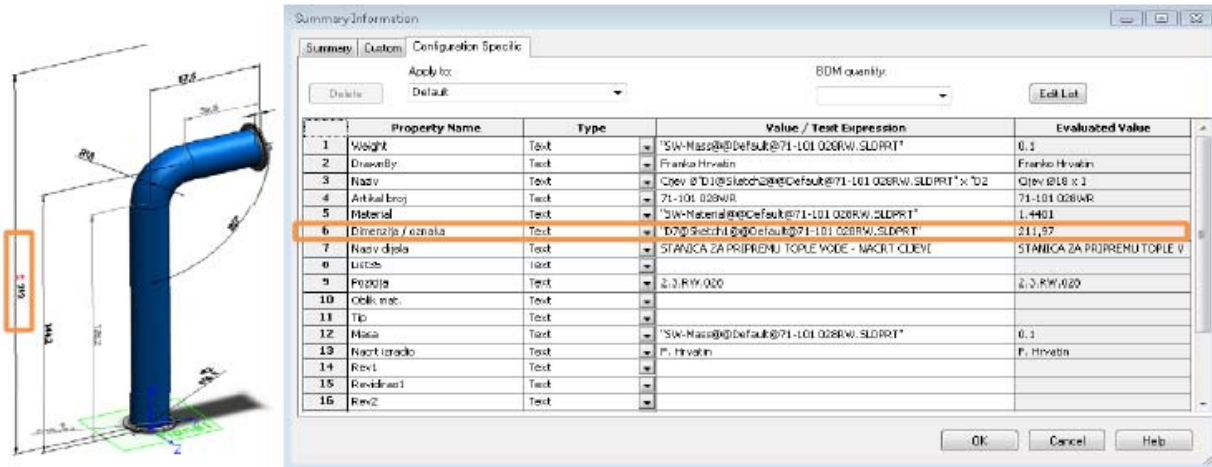 Summary Information
Summary Custom Configuration Specific
Apply to:
BOM quantity:
Delete Default Edit List
Property Name Type Value / Text Expression Evaluated Value
1 Weight Text "SW-Mass@@Default@71-101 028RW.SLDPRT" 0.1
2 DrawnBy Text Franko Hrvatin Franko Hrvatin
3 Naziv Text Cijev Ø"D1@Sketch2@@Default@71-101 028RW.SLDPRT" x "D2 Cijev Ø18 x 1
4 Artikal broj Text 71-101 028WR 71-101 028WR
5 Material Text "SW-Material@@Default@71-101 028RW.SLDPRT" 1.4401
6 Dimenzija / oznaka Text "D7@Sketch1@@Default@71-101 028RW.SLDPRT" 211,97
7 Naziv dijela Text STANICA ZA PRIPREMU TOPLE VODE - NACRT CIJEVI STANICA ZA PRIPREMU TOPLE V
8 Text
9 Pozicija Text 2.3.RW.028 2.3.RW.028
10 Oblik mat. Text
11 Tip Text
12 Masa Text "SW-Mass@@Default@71-101 028RW.SLDPRT" 0.1
13 Nacrt izradio Text F. Hrvatin F. Hrvatin
14 Rev1 Text
15 Revidirao1 Text
16 Rev2 Text
OK Cancel Help
Z